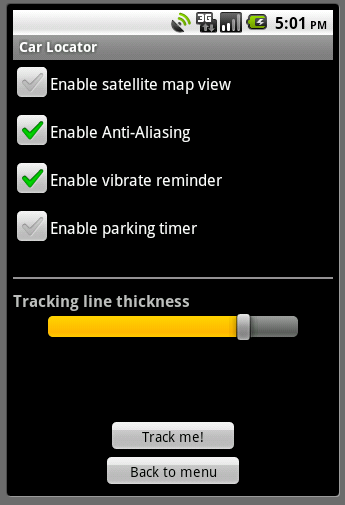 3G 5:01 PM
Car Locator
Enable satellite map view
Enable Anti-Aliasing
Enable vibrate reminder
Enable parking timer
Tracking line thickness
Track me!
Back to menu